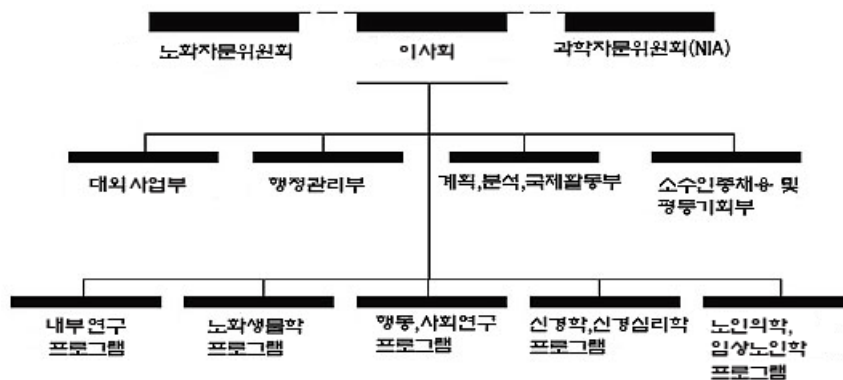 노화자문위원회
이사회
과학자문위원회(NIA)
대외사업부
행정관리부
계획,분석,국제활동부
소수인종채용 및
평등기회부
내부연구
프로그램
노화생물학
프로그램
행동,사회연구
프로그램
신경학,신경심리학
프로그램
노인의학,
임상노인학
프로그램